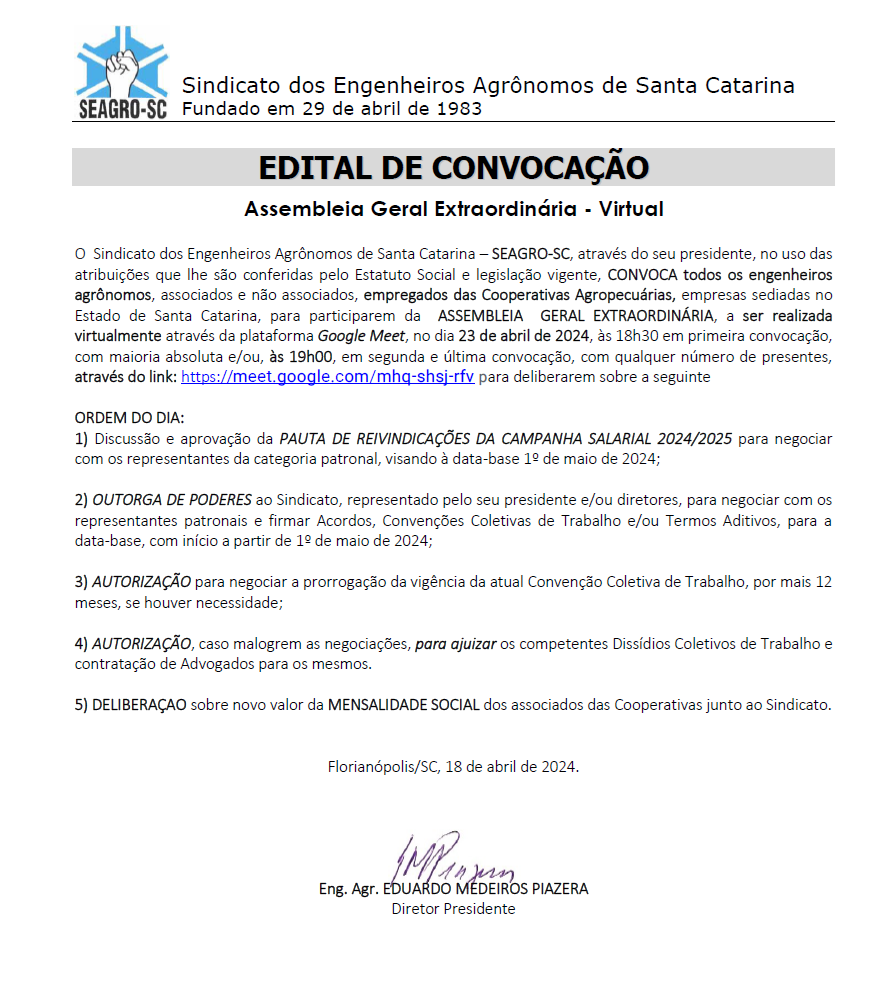 SEAGRO-SC
Sindicato dos Engenheiros Agrônomos de Santa Catarina
Fundado em 29 de abril de 1983
EDITAL DE CONVOCAÇÃO
Assembleia Geral Extraordinária - Virtual
O Sindicato dos Engenheiros Agrônomos de Santa Catarina – SEAGRO-SC, através do seu presidente, no uso das
atribuições que lhe são conferidas pelo Estatuto Social e legislação vigente, CONVOCA todos os engenheiros
agrônomos, associados e não associados, empregados das Cooperativas Agropecuárias, empresas sediadas no
Estado de Santa Catarina, para participarem da ASSEMBLEIA GERAL EXTRAORDINÁRIA, a ser realizada
virtualmente através da plataforma Google Meet, no dia 23 de abril de 2024, às 18h30 em primeira convocação,
com maioria absoluta e/ou, às 19h00, em segunda e última convocação, com qualquer número de presentes,
através do link: https://meet.google.com/mhq-shsj-rfv para deliberarem sobre a seguinte
ORDEM DO DIA:
1) Discussão e aprovação da PAUTA DE REIVINDICAÇÕES DA CAMPANHA SALARIAL 2024/2025 para negociar
com os representantes da categoria patronal, visando à data-base 1º de maio de 2024;
2) OUTORGA DE PODERES ao Sindicato, representado pelo seu presidente e/ou diretores, para negociar com os
representantes patronais e firmar Acordos, Convenções Coletivas de Trabalho e/ou Termos Aditivos, para a
data-base, com início a partir de 1º de maio de 2024;
3) AUTORIZAÇÃO para negociar a prorrogação da vigência da atual Convenção Coletiva de Trabalho, por mais 12
meses, se houver necessidade;
4) AUTORIZAÇÃO, caso malogrem as negociações, para ajuizar os competentes Dissídios Coletivos de Trabalho e
contratação de Advogados para os mesmos.
5) DELIBERAÇAO sobre novo valor da MENSALIDADE SOCIAL dos associados das Cooperativas junto ao Sindicato.
Florianópolis/SC, 18 de abril de 2024.
Eng. Agr. EDUARDO MEDEIROS PIAZERA
Diretor Presidente